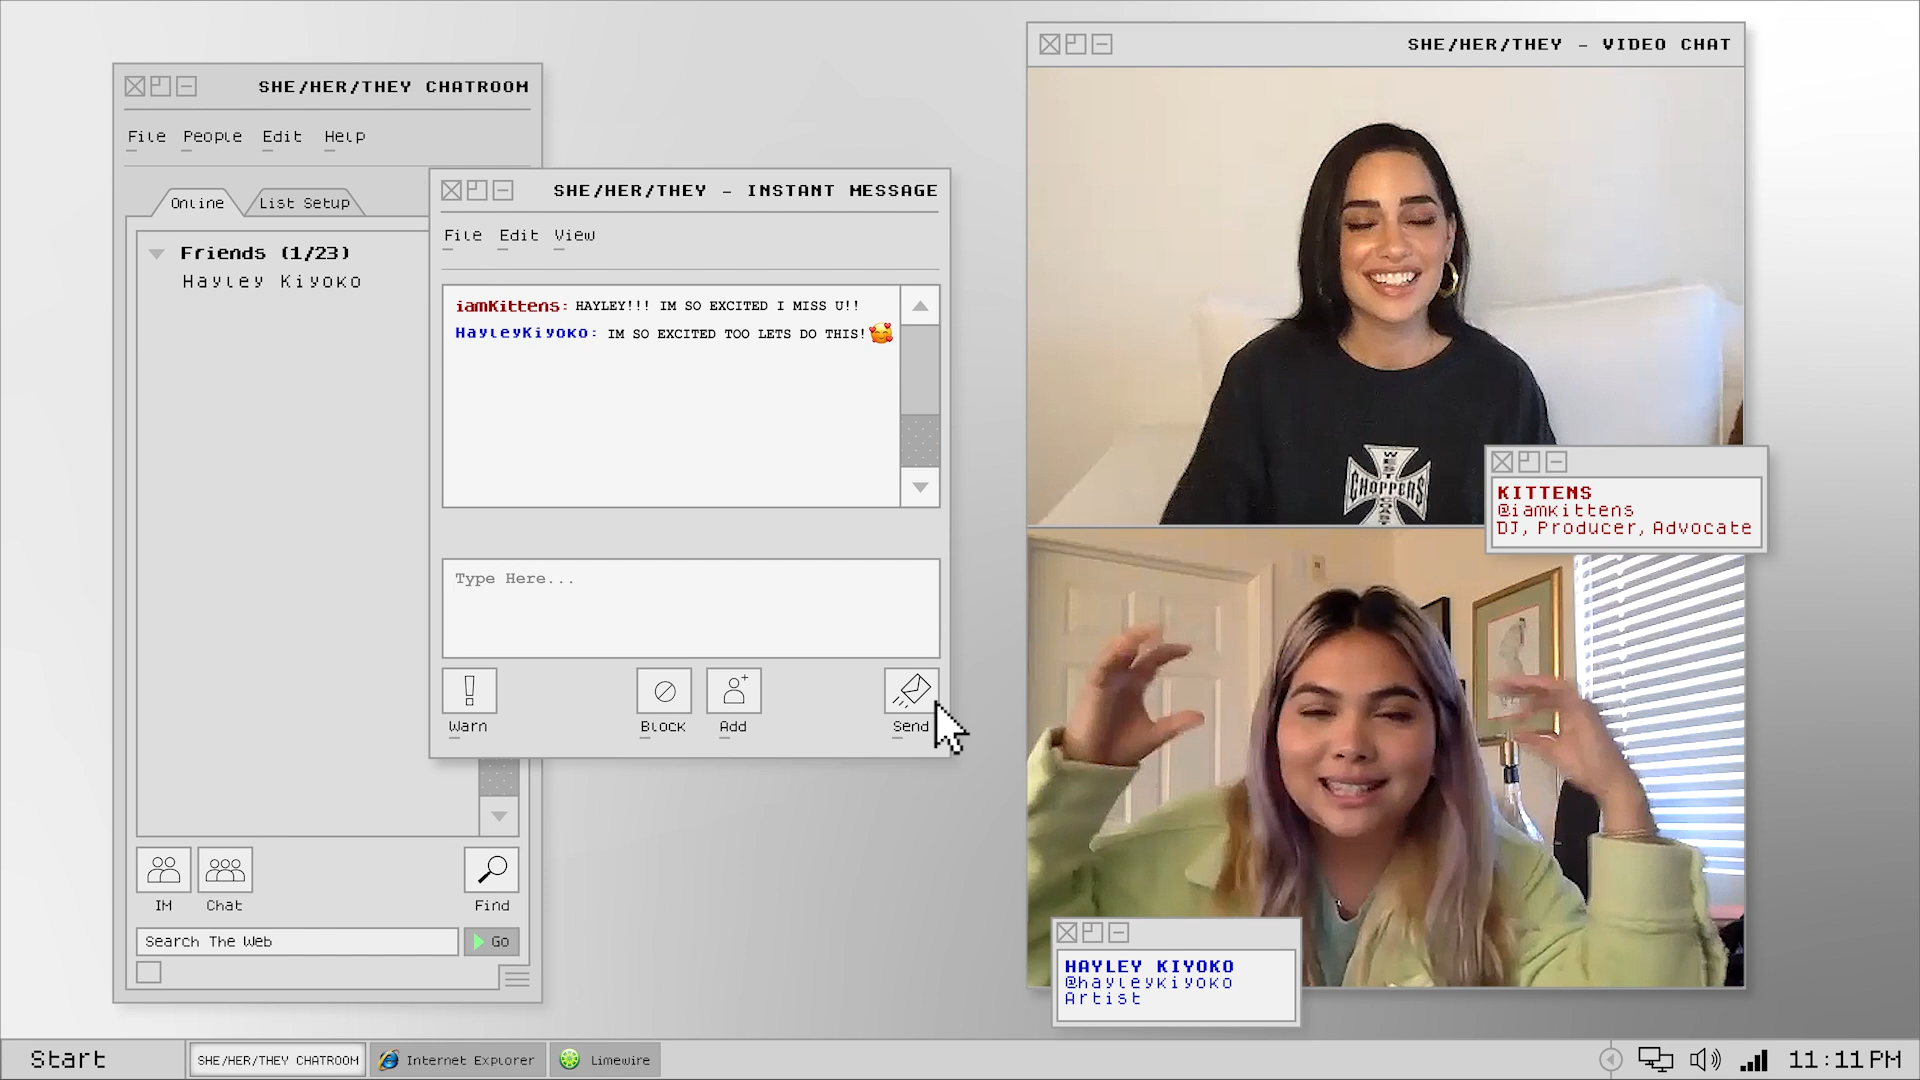 SHE/HER/THEY CHATROOM
File People Edit Help
Online List Setup
Friends (1/23)
Hayley Kiyoko
SHE/HER/THEY - INSTANT MESSAGE
File Edit View
iamKittens: HAYLEY!!! IM SO EXCITED I MISS U!!
HayleyKiyoko: IM SO EXCITED TOO LETS DO THIS!🥰
Type Here...
Warn Block Add Send
IM Chat Find
Search The Web Go
SHE/HER/THEY - VIDEO CHAT
WEST COAST
CHOPPERS
KITTENS
@iamkittens
DJ, Producer, Advocate
HAYLEY KIYOKO
@hayleykiyoko
Artist
Start SHE/HER/THEY CHATROOM Internet Explorer Limewire 11:11 PM